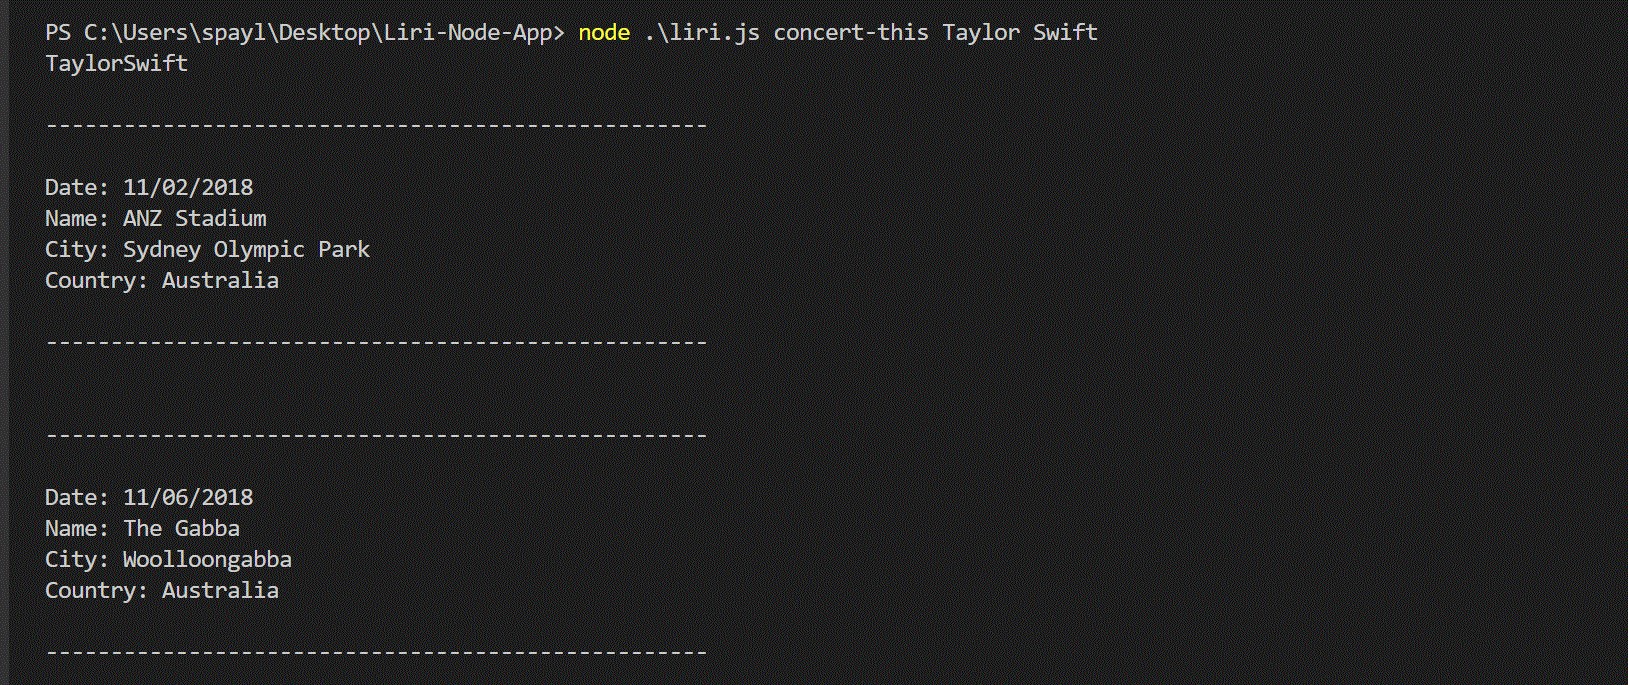 PS C:\Users\spayl\Desktop\Liri-Node-App> node .\liri.js concert-this Taylor Swift
TaylorSwift
---------------------------------------------------
Date: 11/02/2018
Name: ANZ Stadium
City: Sydney Olympic Park
Country: Australia
---------------------------------------------------
---------------------------------------------------
Date: 11/06/2018
Name: The Gabba
City: Woolloongabba
Country: Australia
---------------------------------------------------